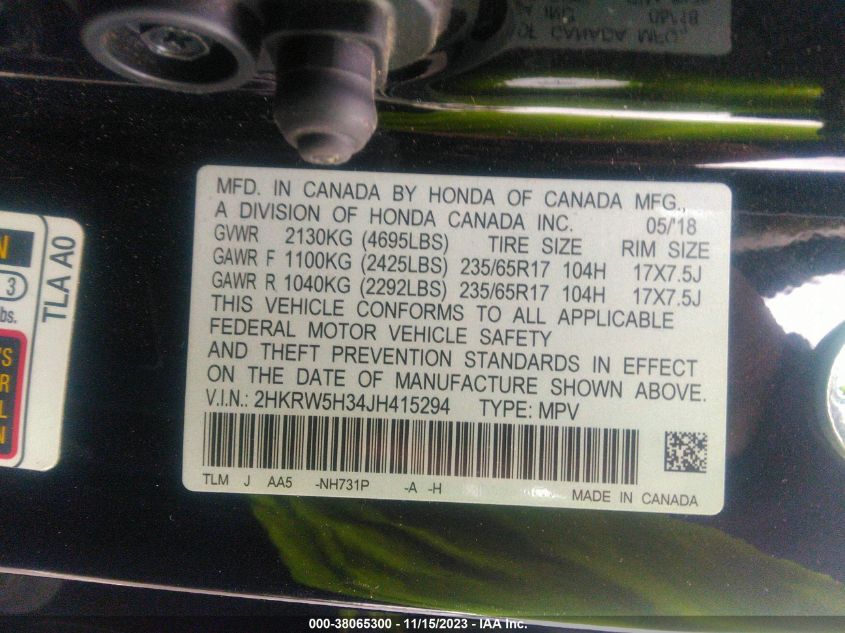 MFD. IN CANADA BY HONDA OF CANADA MFG.,
A DIVISION OF HONDA CANADA INC. 05/'18
GVWR 2130KG (4695LBS) TIRE SIZE RIM SIZE
GAWR F 1100KG (2425LBS) 235/65R17 104H 17X7.5J
GAWR R 1040KG (2292LBS) 235/65R17 104H 17X7.5J
THIS VEHICLE CONFORMS TO ALL APPLICABLE
FEDERAL MOTOR VEHICLE SAFETY
AND THEFT PREVENTION STANDARDS IN EFFECT
ON THE DATE OF MANUFACTURE SHOWN ABOVE.
V.I.N.: 2HKRW5H34JH415294 TYPE: MPV
TLM J AA5 -NH731P -A -H
MADE IN CANADA
TLA A0
N
3
bs.
'S
R
L
N
000-38065300 - 11/15/2023 - IAA Inc.